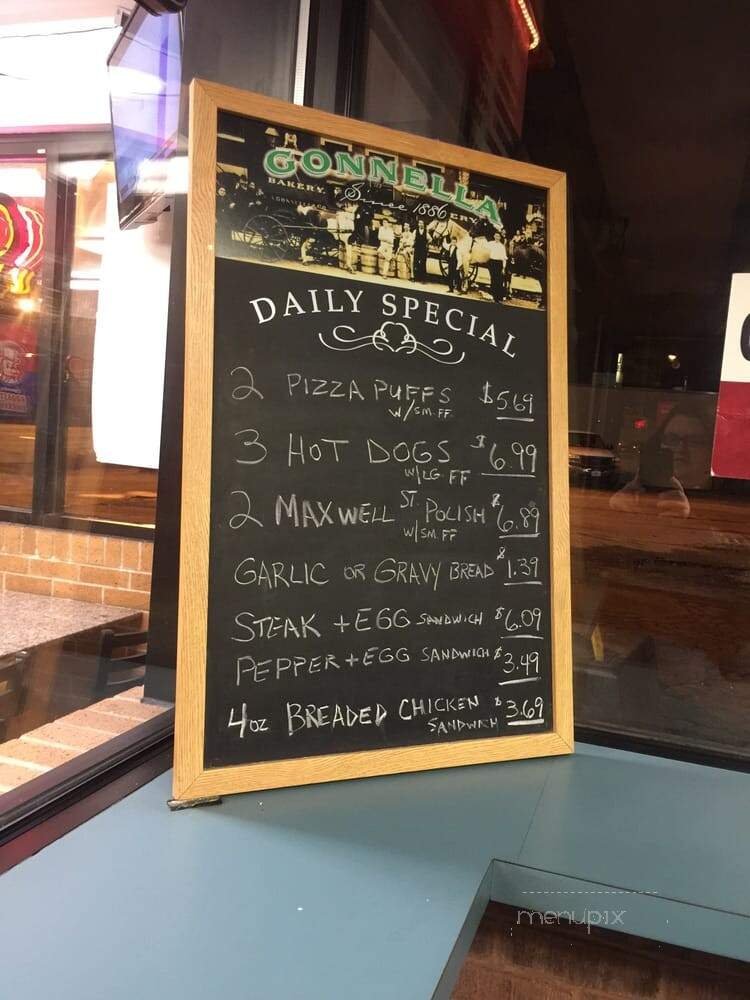 GONNELLA
BAKERY
Since 1886
DAILY SPECIAL
2 PIZZA PUFFS $5.69
W/SM. FF
3 HOT DOGS $6.99
W/LG FF
2 MAXWELL ST. POLISH $6.89
W/SM FF
GARLIC OR GRAVY BREAD $1.39
STEAK + EGG SANDWICH $6.09
PEPPER + EGG SANDWICH $3.49
4oz BREADED CHICKEN $3.69
SANDWICH
menupix